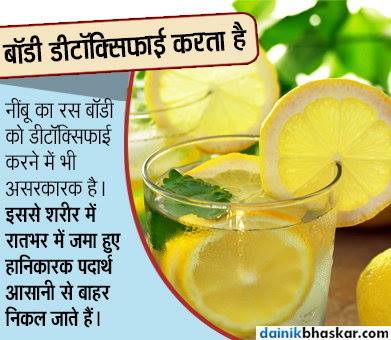 बॉडी डीटॉक्सिफाई करता है
नींबू का रस बॉडी
को डीटॉक्सिफाई
करने में भी
असरकारक है।
इससे शरीर में
रातभर में जमा हुए
हानिकारक पदार्थ
आसानी से बाहर
निकल जाते हैं।
dainikbhaskar.com